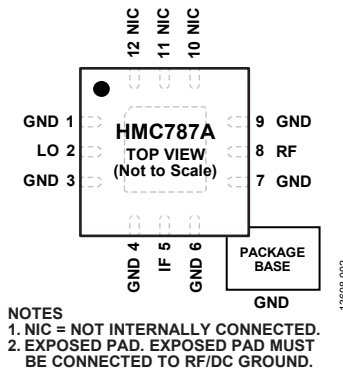 12 NIC
11 NIC
10 NIC
GND 1
LO 2
GND 3
HMC787A
TOP VIEW
(Not to Scale)
9 GND
8 RF
7 GND
GND 4
IF 5
GND 6
PACKAGE
BASE
GND
13608-002
NOTES
1. NIC = NOT INTERNALLY CONNECTED.
2. EXPOSED PAD. EXPOSED PAD MUST
BE CONNECTED TO RF/DC GROUND.